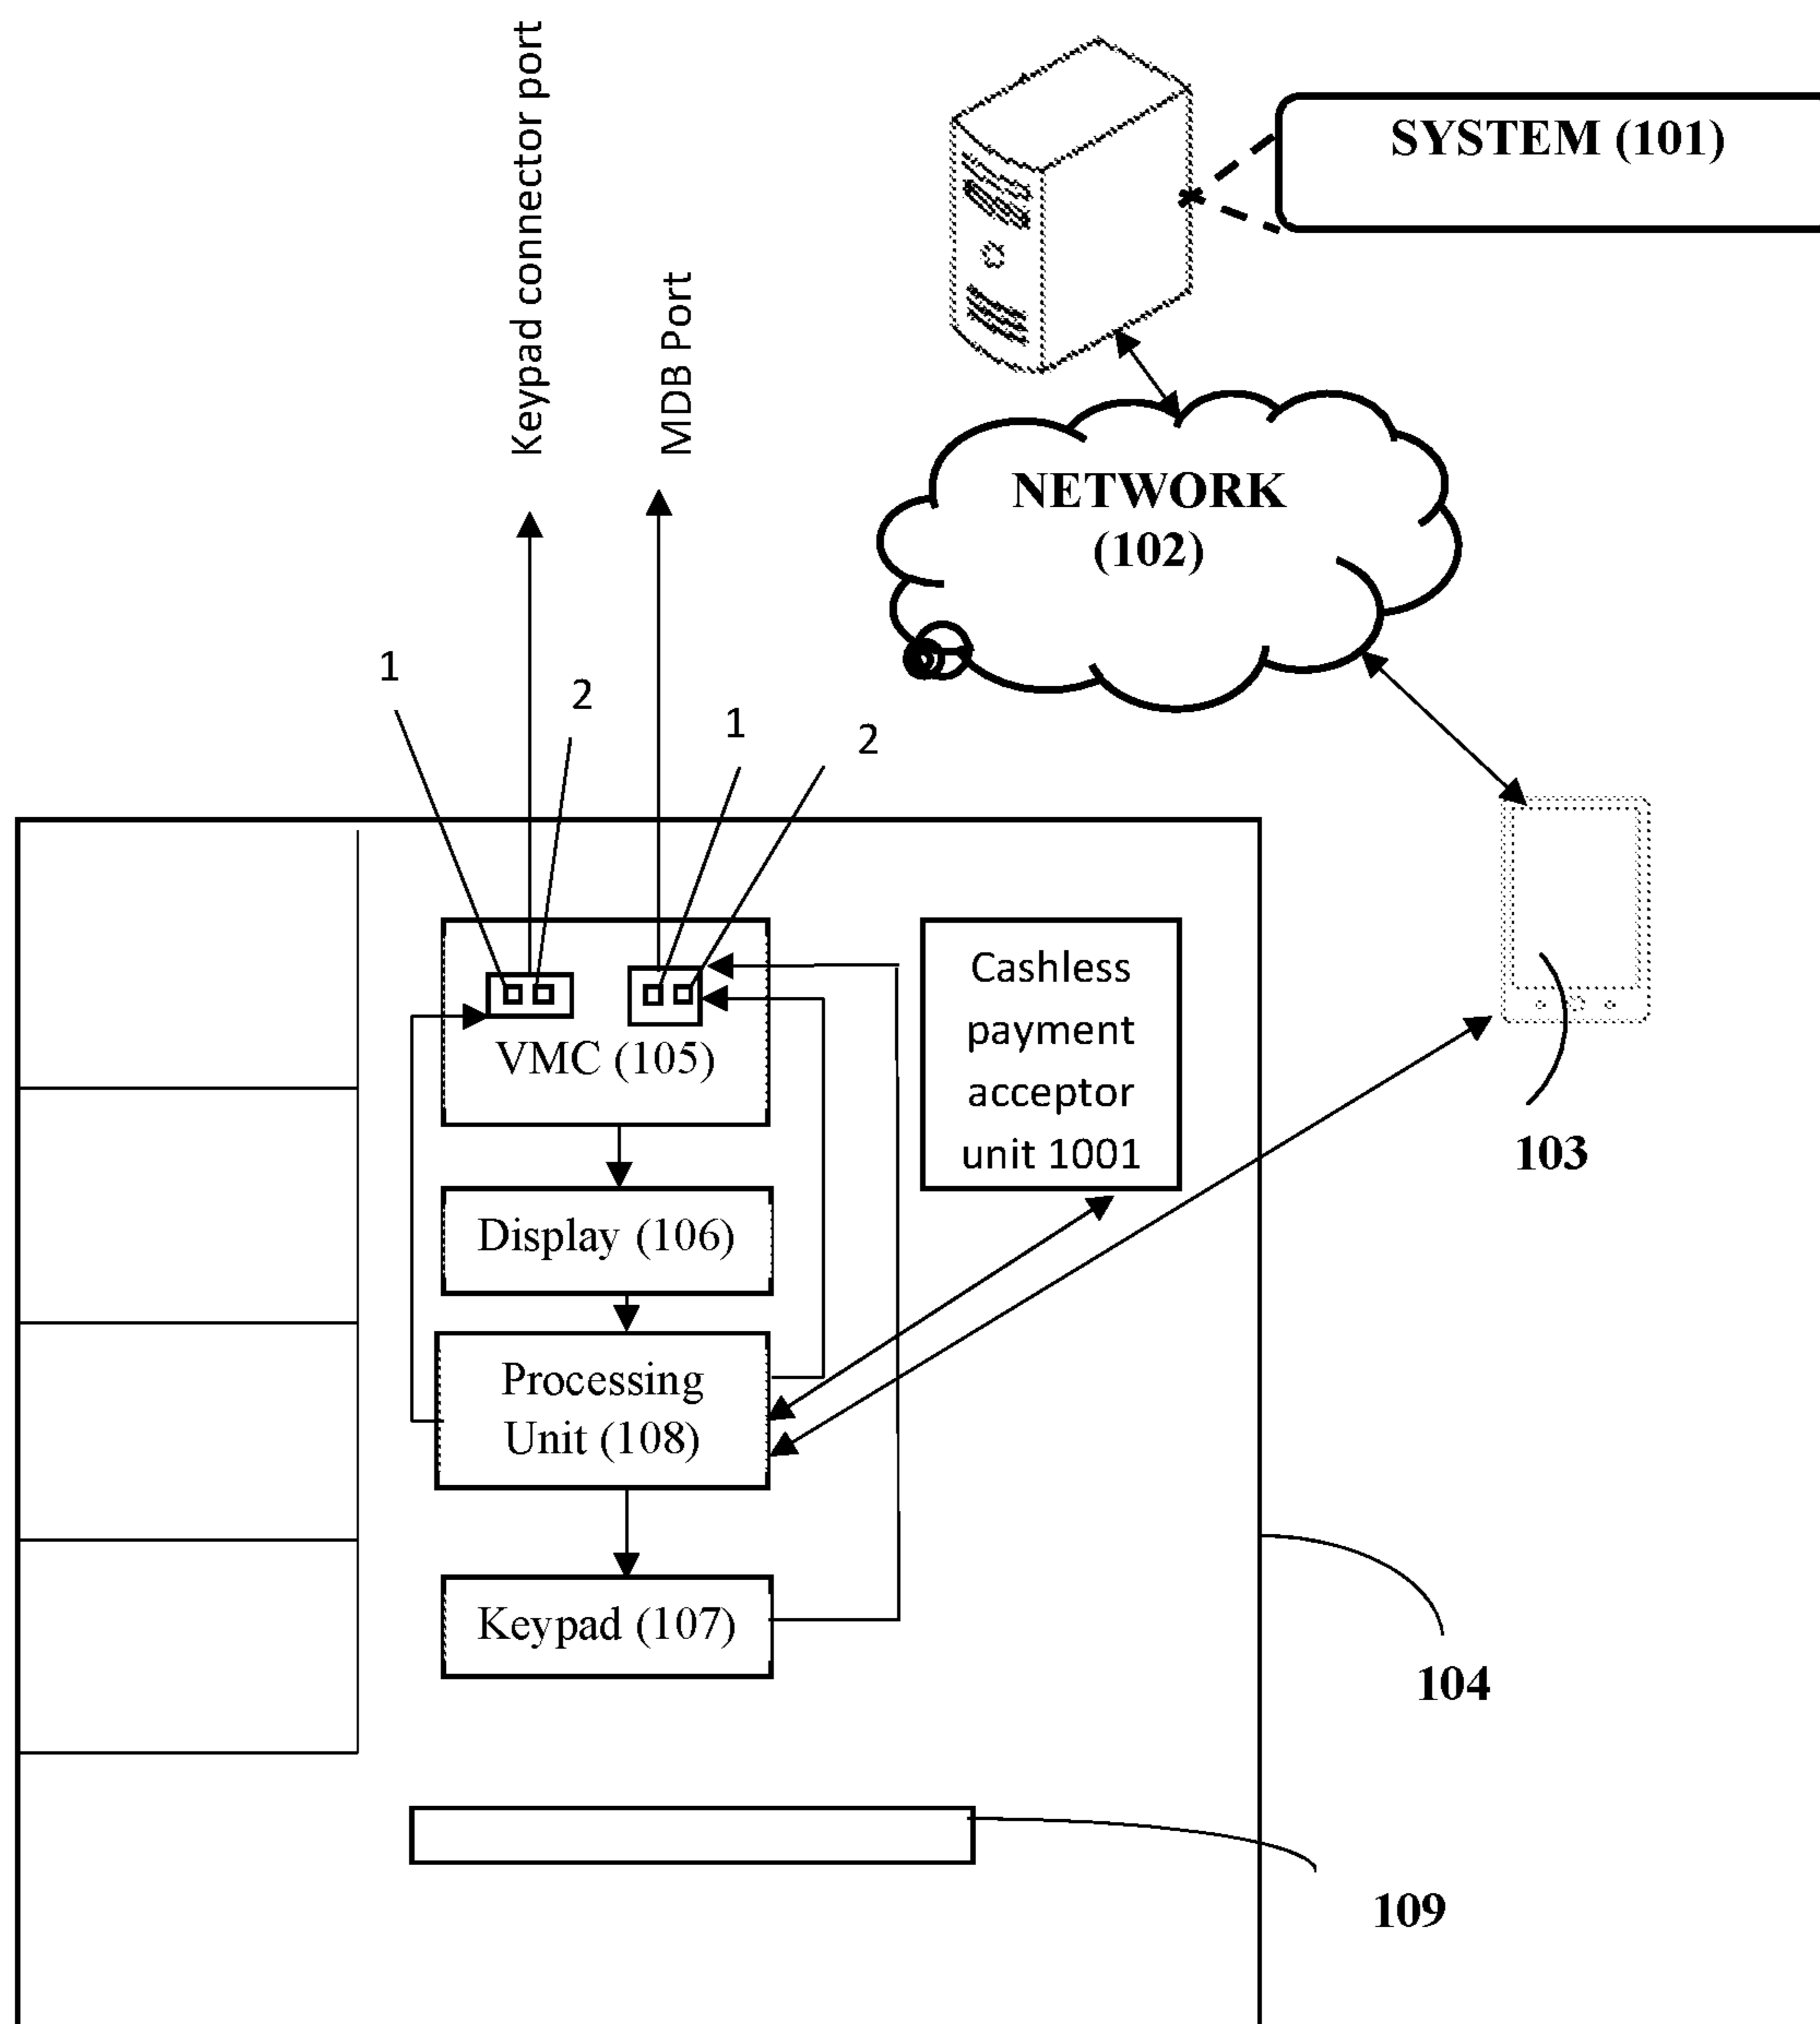 Keypad connector port
MDB Port
SYSTEM (101)
NETWORK
(102)
1
2
1
2
VMC (105)
Cashless
payment
acceptor
unit 1001
103
Display (106)
Processing
Unit (108)
Keypad (107)
104
109